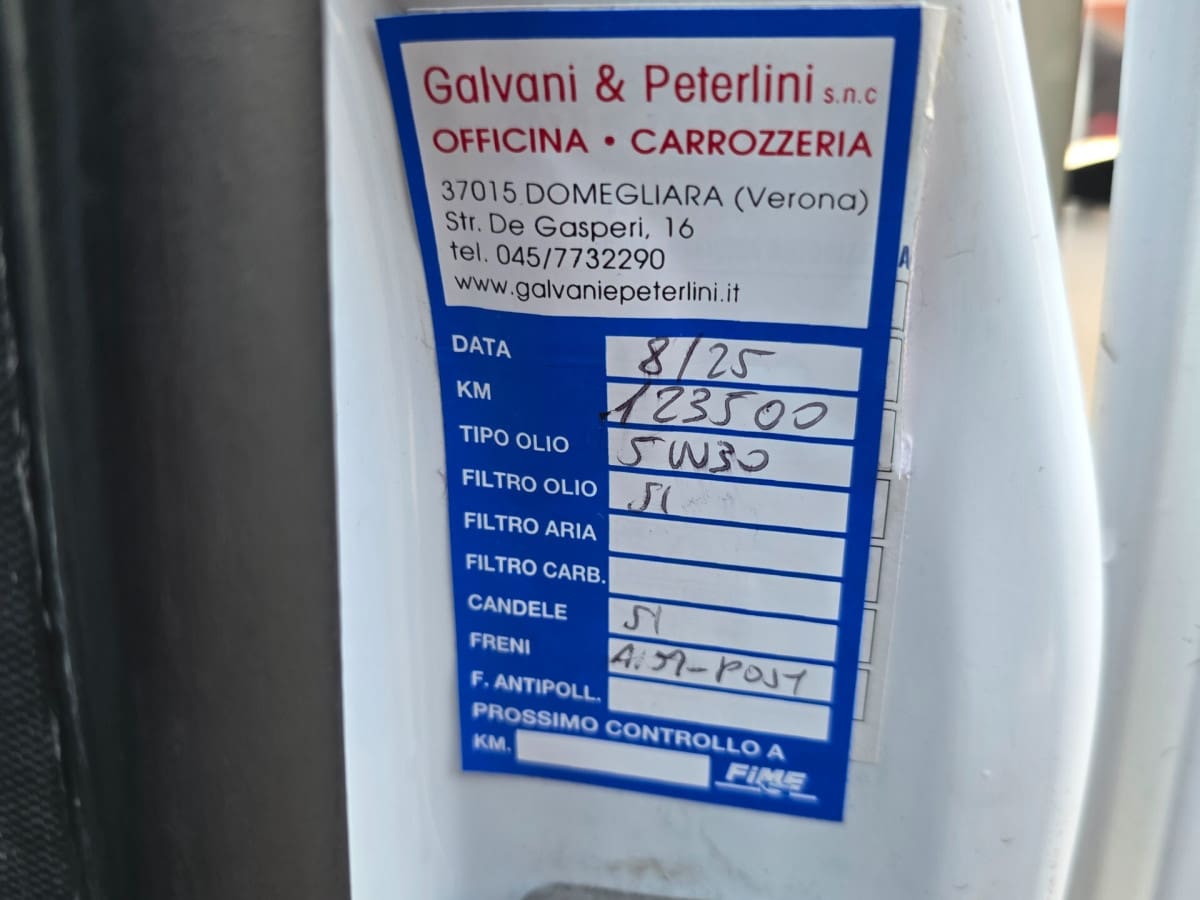 Galvani & Peterlini s.n.c
OFFICINA • CARROZZERIA
37015 DOMEGLIARA (Verona)
Str. De Gasperi, 16
tel. 045/7732290
www.galvaniepeterlini.it
DATA 8/25
KM 123500
TIPO OLIO 5W30
FILTRO OLIO SI
FILTRO ARIA
FILTRO CARB.
CANDELE SI
FRENI
F. ANTIPOLL.
PROSSIMO CONTROLLO A
KM.
FIME
A